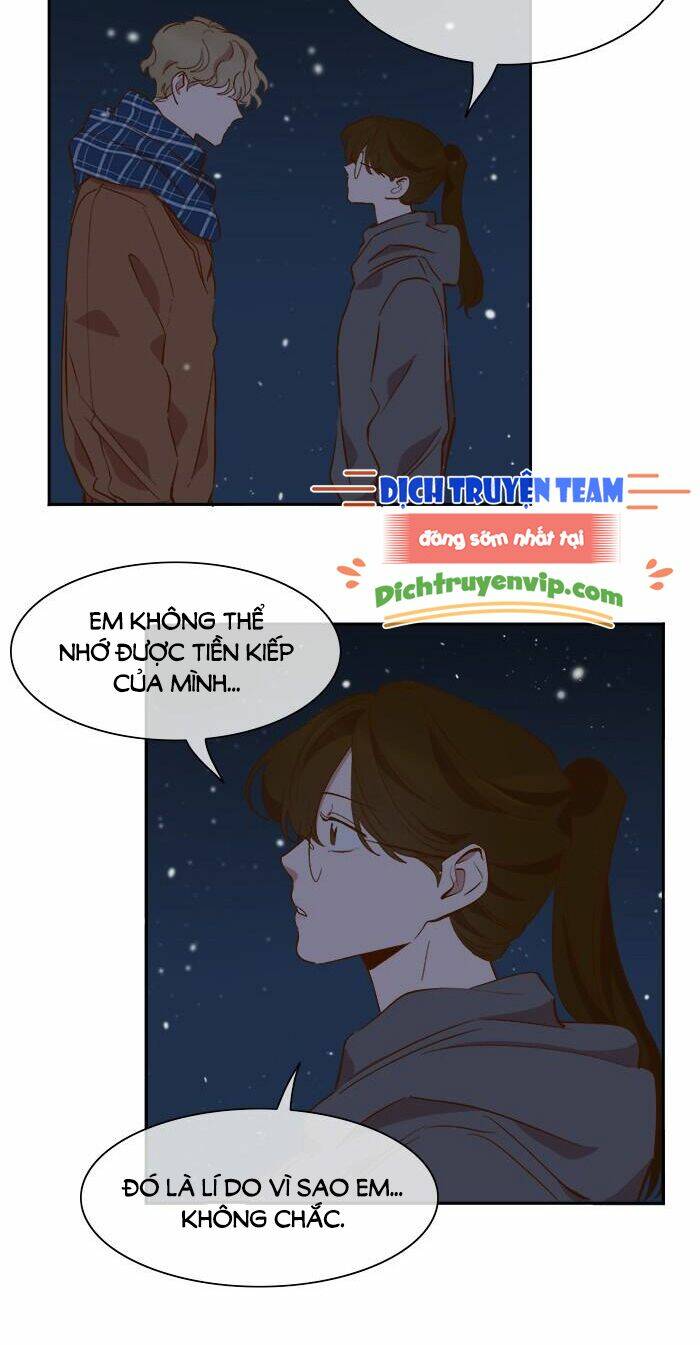 DỊCH TRUYỆN TEAM
đăng sớm nhất tại
Dichtruyenvip.com
EM KHÔNG THỂ
NHỚ ĐƯỢC TIỀN KIẾP
CỦA MÌNH...
ĐÓ LÀ LÍ DO VÌ SAO EM...
KHÔNG CHẮC.